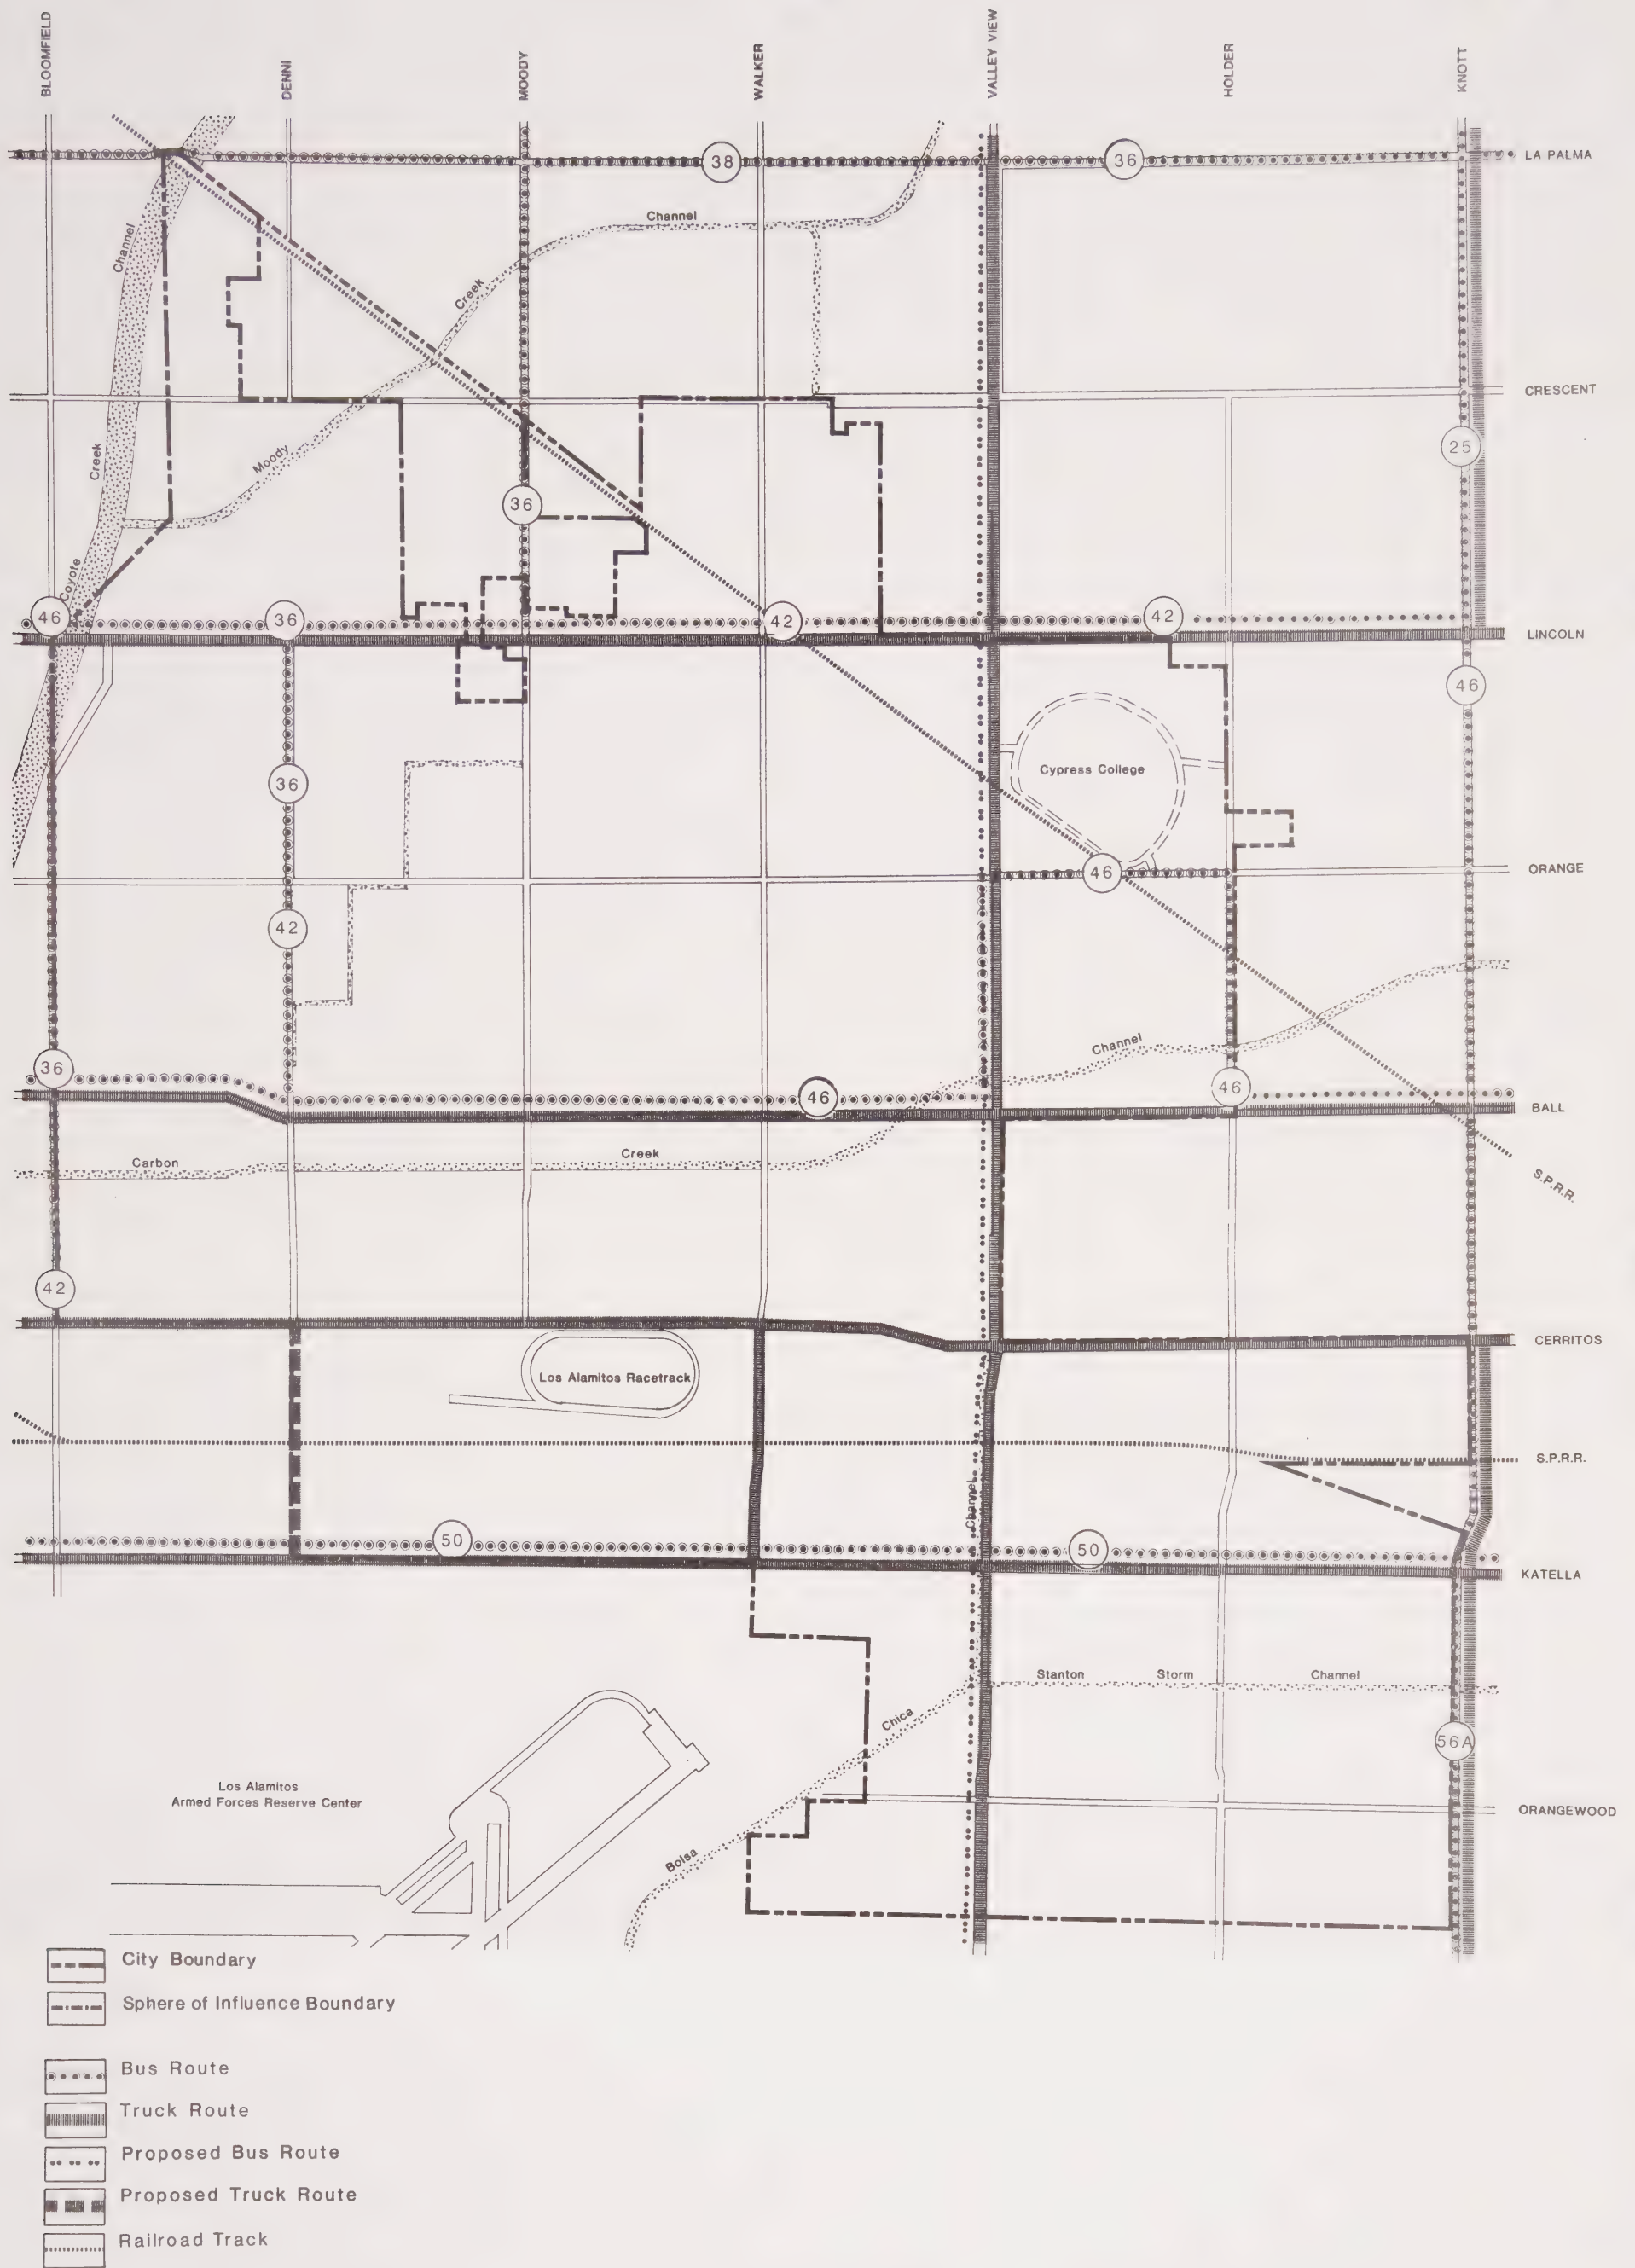 BLOOMFIELD
DENNI
MOODY
WALKER
VALLEY VIEW
HOLDER
KNOTT
38
36
LA PALMA
Channel
Channel
Creek
CRESCENT
25
Creek
Moody
36
Coyote
46
36
42
42
LINCOLN
46
36
Cypress College
46
ORANGE
42
Channel
36
46
46
BALL
Carbon
Creek
S.P.R.R.
42
CERRITOS
Los Alamitos Racetrack
S.P.R.R.
Channel
50
50
KATELLA
Stanton Storm Channel
Chica
56A
Los Alamitos
Armed Forces Reserve Center
ORANGEWOOD
Bolsa
City Boundary
Sphere of Influence Boundary
Bus Route
Truck Route
Proposed Bus Route
Proposed Truck Route
Railroad Track